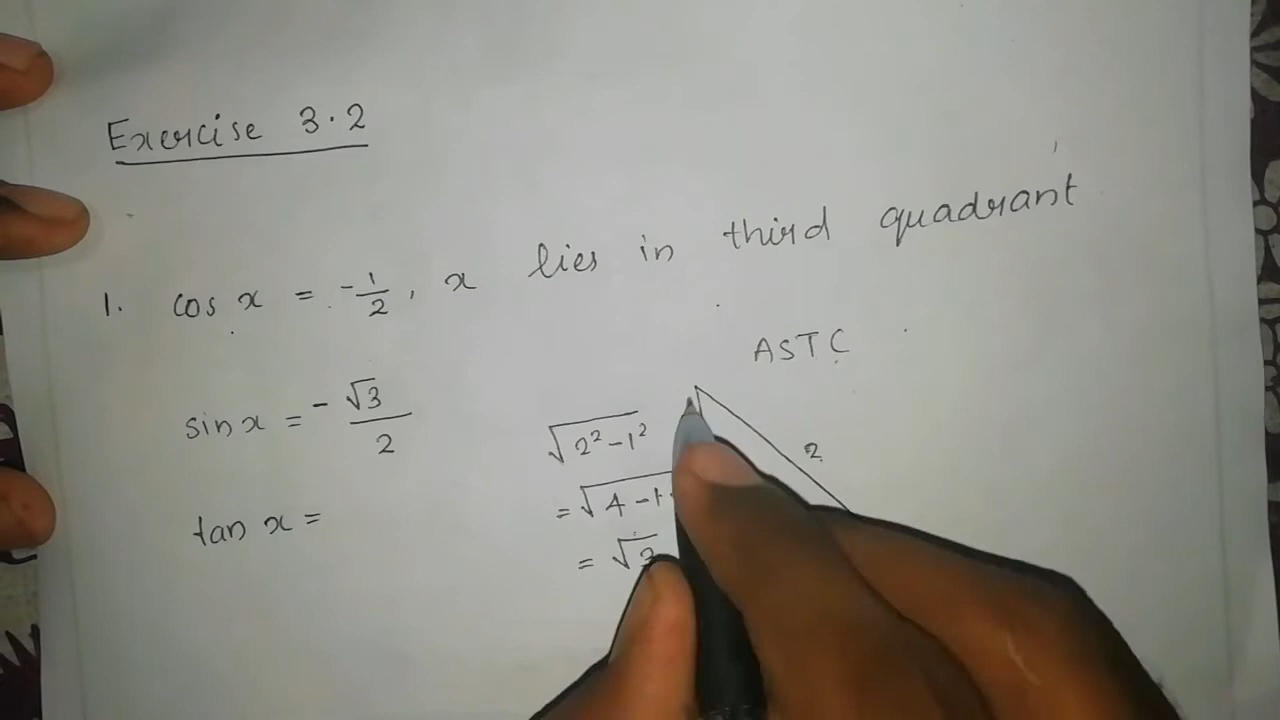 Exercise 3.2
1. cos x = -1/2, x lies in third quadrant
ASTC
sin x = - √3/2
√2² - 1²
2
= √4 - 1
tan x =
= √3